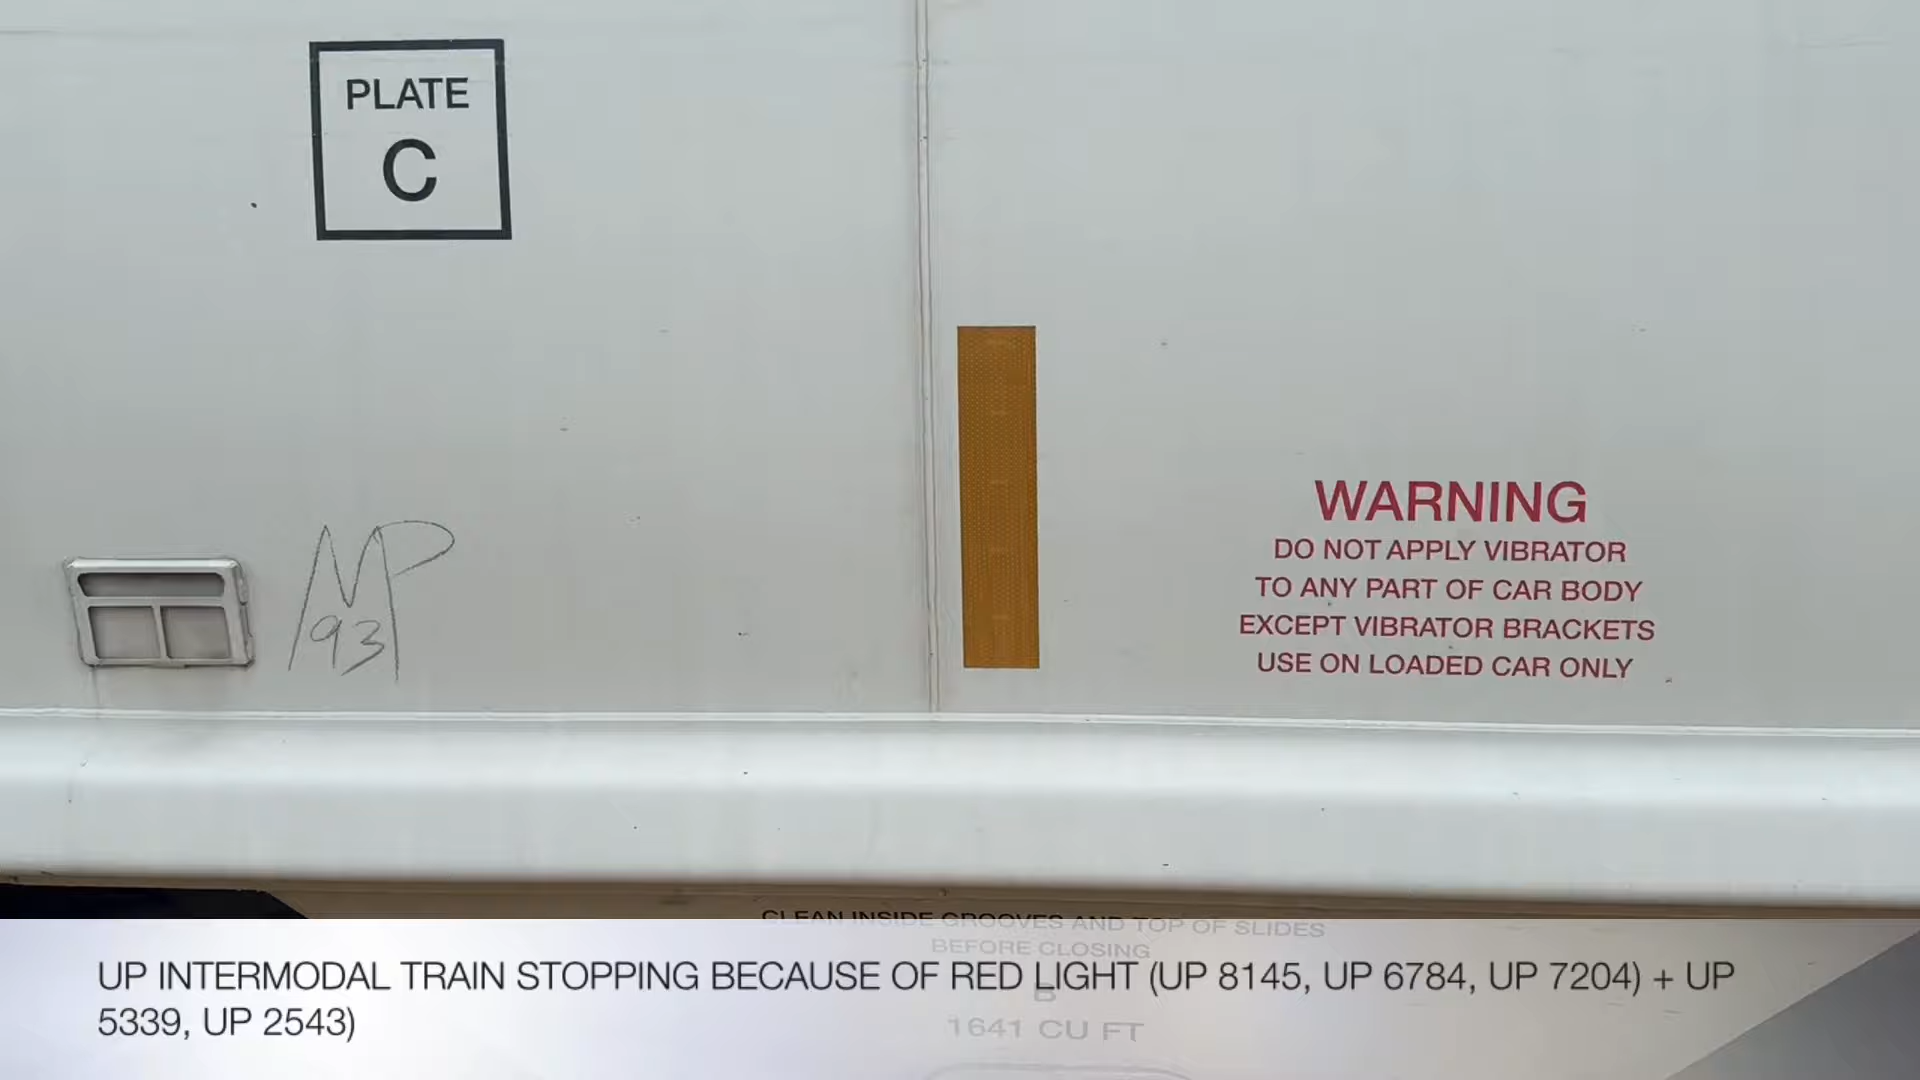 PLATE
C
MP
93
WARNING
DO NOT APPLY VIBRATOR
TO ANY PART OF CAR BODY
EXCEPT VIBRATOR BRACKETS
USE ON LOADED CAR ONLY
CLEAN INSIDE GROOVES AND TOP OF SLIDES
BEFORE CLOSING
UP INTERMODAL TRAIN STOPPING BECAUSE OF RED LIGHT (UP 8145, UP 6784, UP 7204) + UP
5339, UP 2543)
B
1641 CU FT